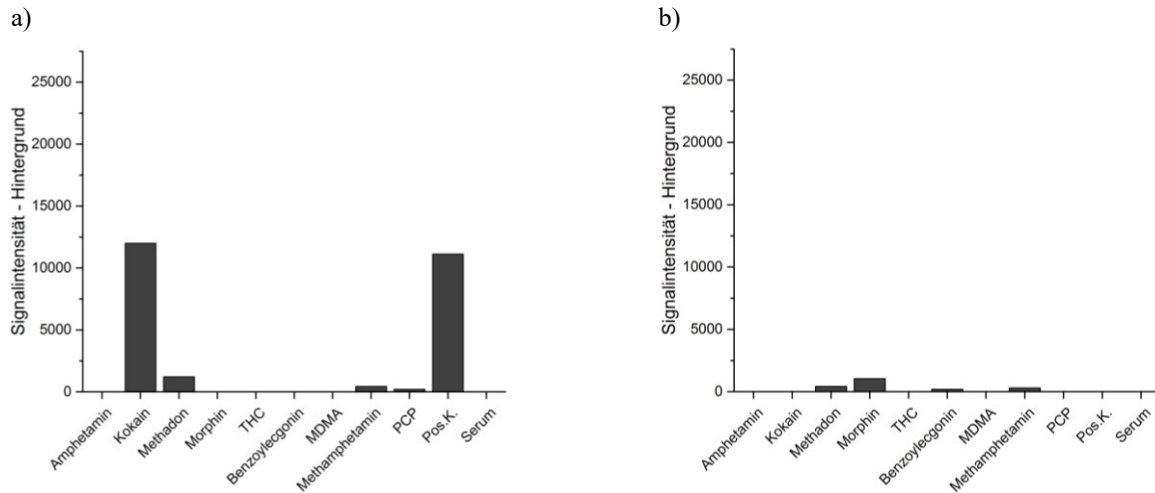 a)
Signalintensität - Hintergrund
25000
20000
15000
10000
5000
0
Amphetamin
Kokain
Methadon
Morphin
THC
Benzoylecgonin
MDMA
Methamphetamin
PCP
Pos.K.
Serum
b)
Signalintensität - Hintergrund
25000
20000
15000
10000
5000
0
Amphetamin
Kokain
Methadon
Morphin
THC
Benzoylecgonin
MDMA
Methamphetamin
PCP
Pos.K.
Serum